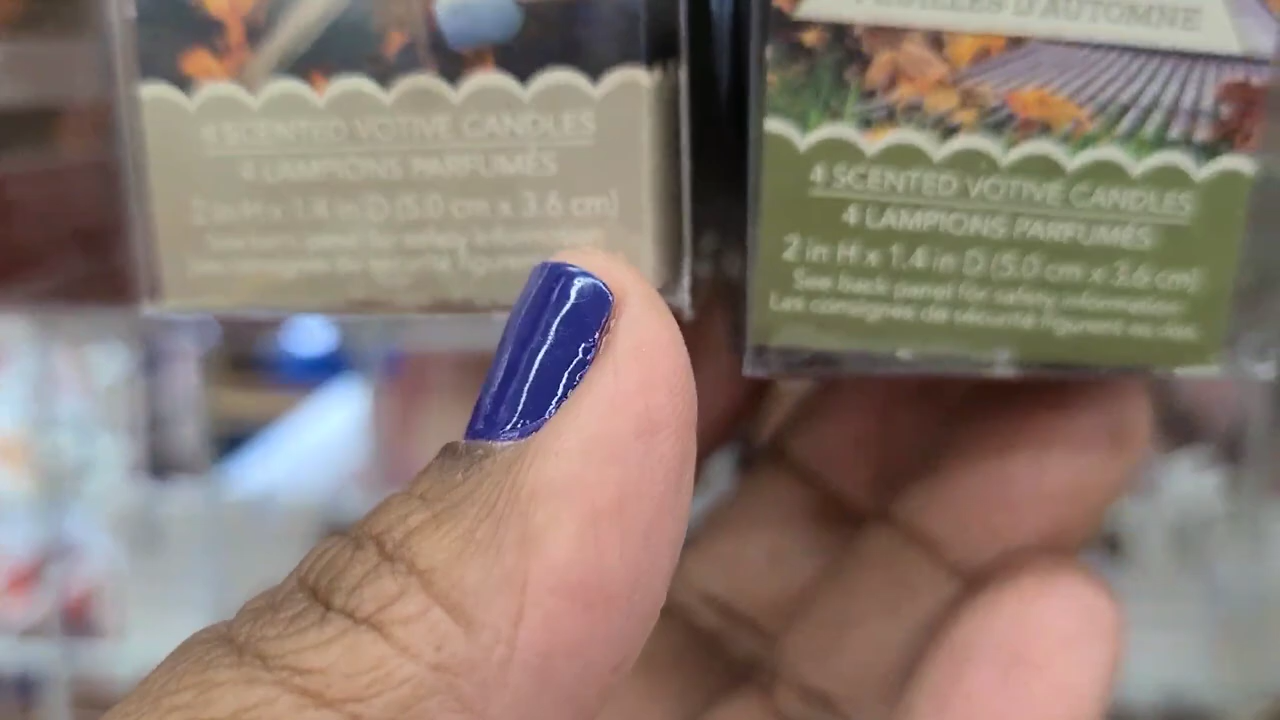 4 SCENTED VOTIVE CANDLES
4 LAMPIONS PARFUMÉS
2 in H x 1.4 in D (5.0 cm x 3.6 cm)
D'AUTOMNE
4 SCENTED VOTIVE CANDLES
4 LAMPIONS PARFUMÉS
2 in H x 1.4 in D (5.0 cm x 3.6 cm)
See back panel for safety information.
Les consignes de sécurité figurent au dos.